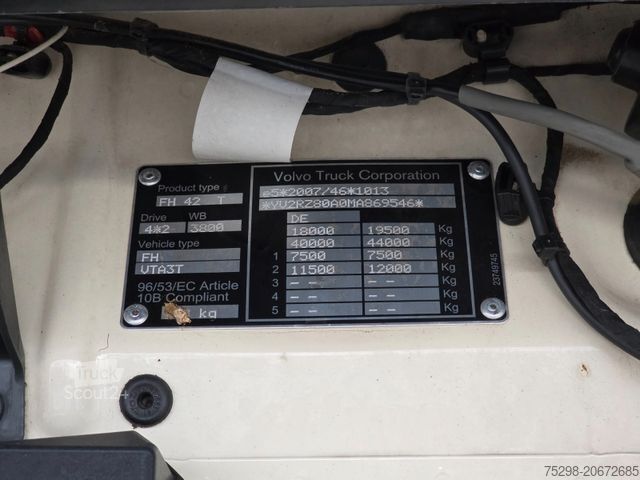 Volvo Truck Corporation
Product type
FH 42 T
Drive WB
4*2 3800
Vehicle type
FH
VTA3T
96/53/EC Article
10B Compliant
kg
e5*2007/46*1013
*YV2RZ80A0MA869546*
DE
18000 19500 Kg
40000 44000 Kg
1 7500 7500 Kg
2 11500 12000 Kg
3 -- -- Kg
4 -- -- Kg
5 -- -- Kg
23749745
Truck
Scout24
75298-20672685